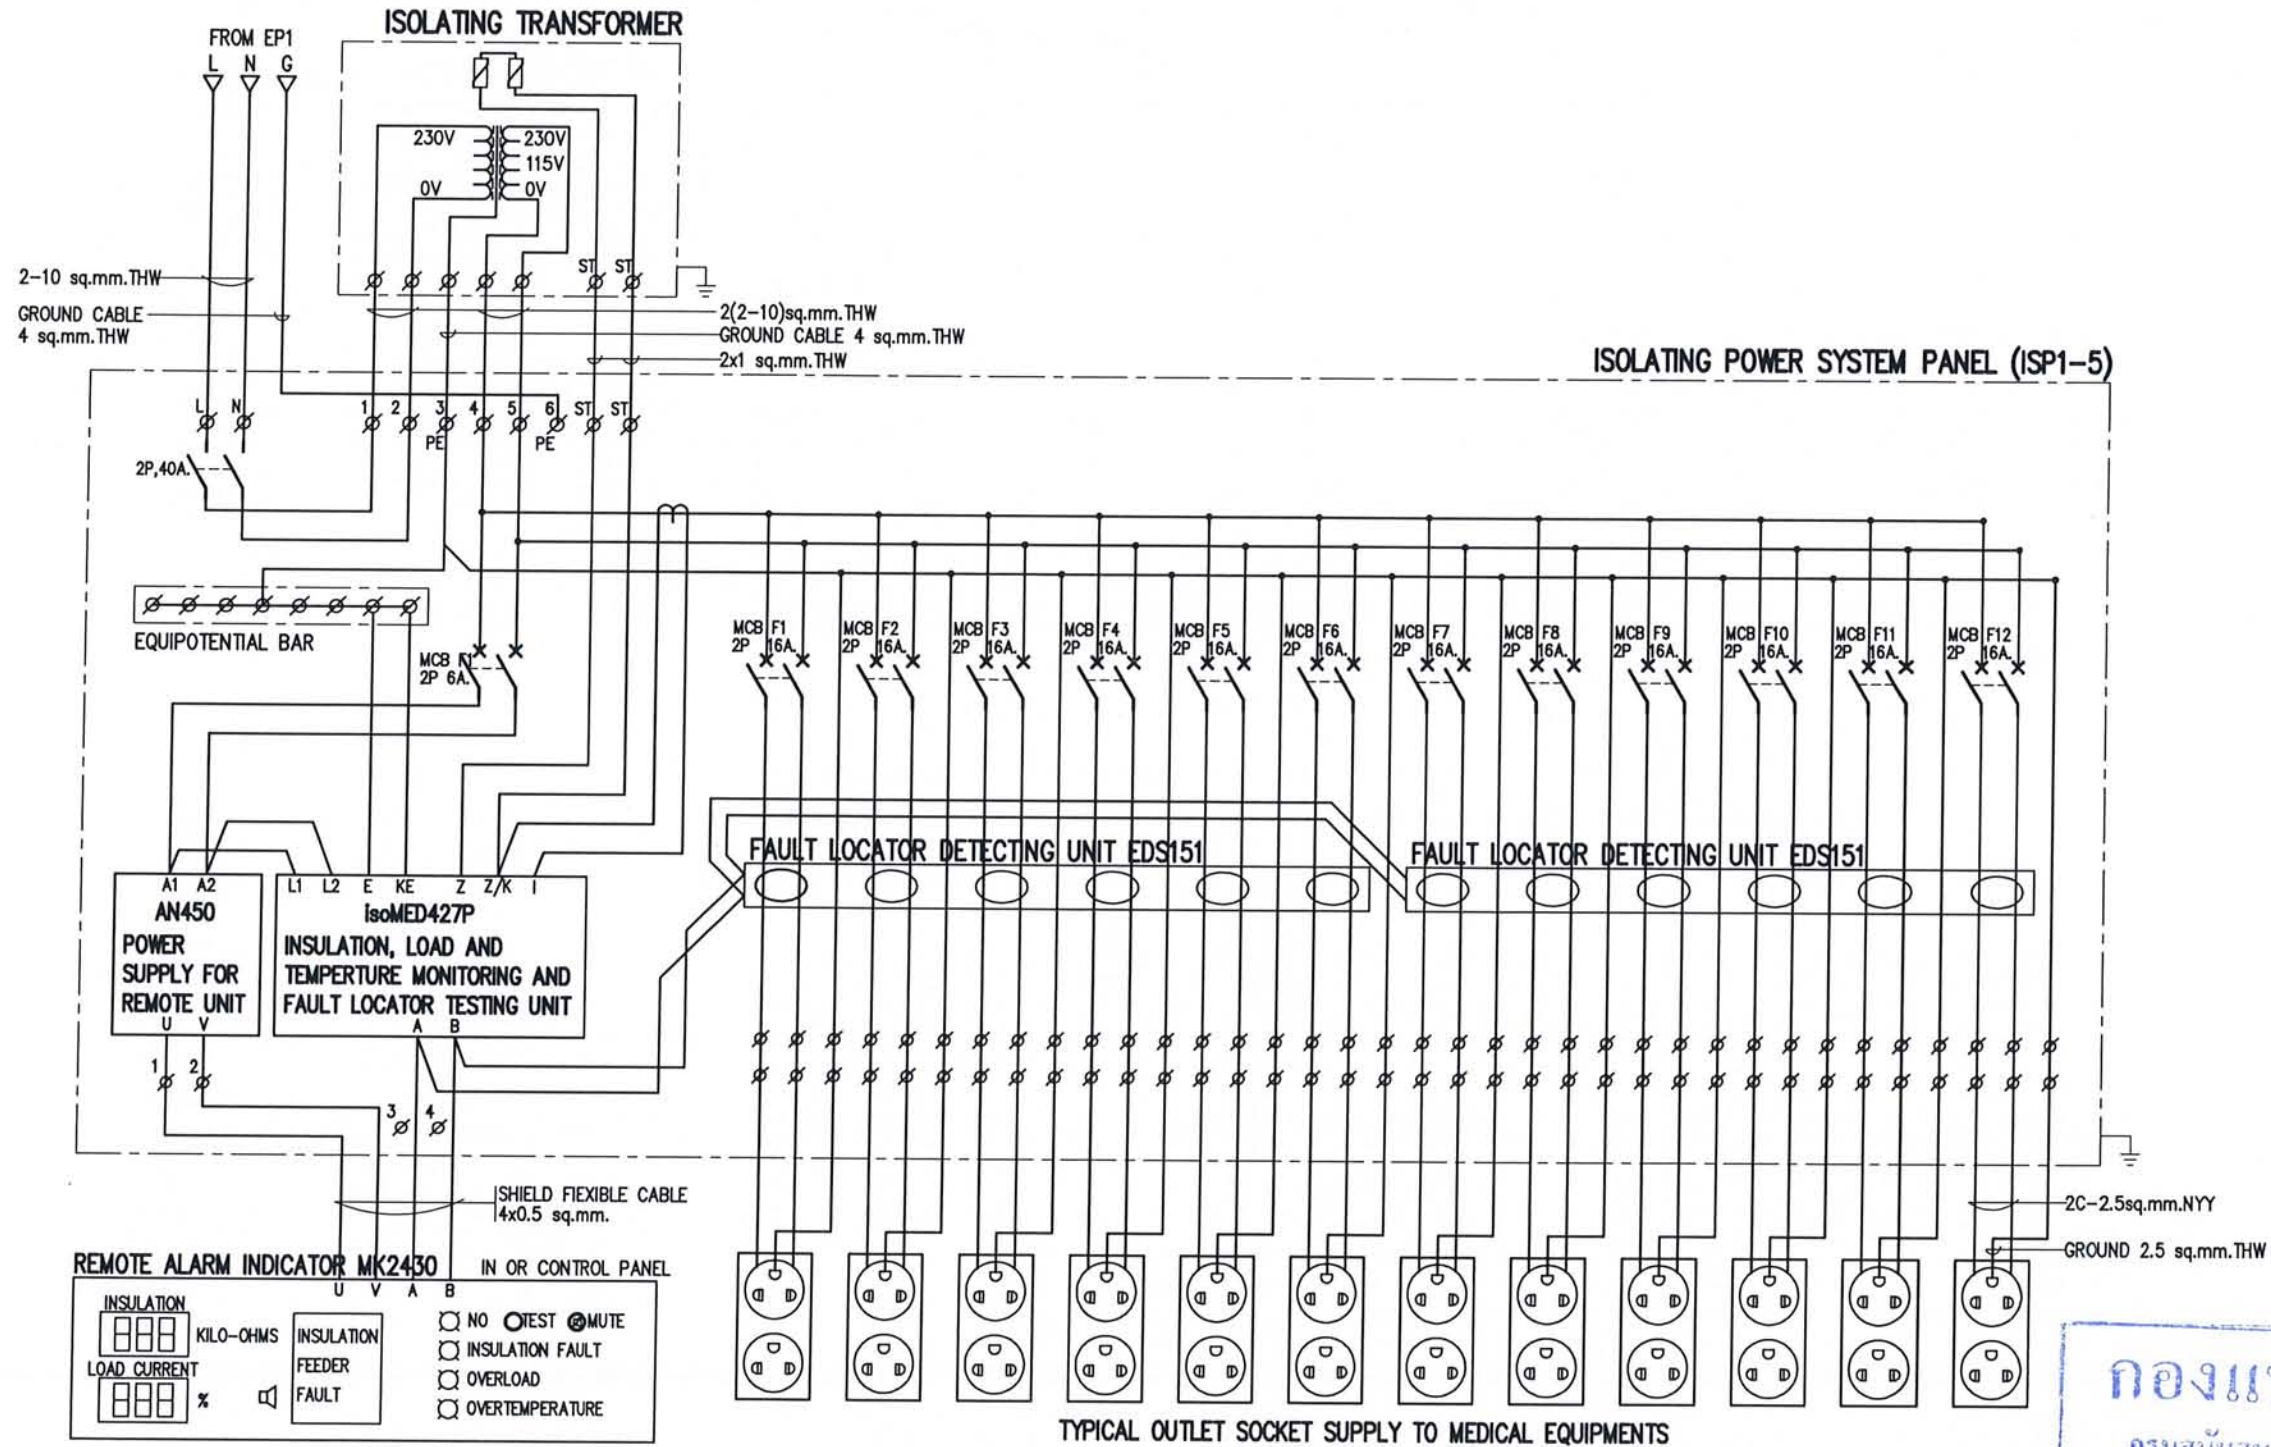 ISOLATING TRANSFORMER
FROM EP1
L N G
230V 230V
115V
0V 0V
ST ST
2-10 sq.mm.THW
GROUND CABLE
4 sq.mm.THW
2(2-10)sq.mm.THW
GROUND CABLE 4 sq.mm.THW
2x1 sq.mm.THW
ISOLATING POWER SYSTEM PANEL (ISP1-5)
L N 1 2 3 4 5 6 ST ST
PE PE
2P,40A.
EQUIPOTENTIAL BAR
MCB F1
2P 6A.
MCB F1
2P 16A.
MCB F2
2P 16A.
MCB F3
2P 16A.
MCB F4
2P 16A.
MCB F5
2P 16A.
MCB F6
2P 16A.
MCB F7
2P 16A.
MCB F8
2P 16A.
MCB F9
2P 16A.
MCB F10
2P 16A.
MCB F11
2P 16A.
MCB F12
2P 16A.
FAULT LOCATOR DETECTING UNIT EDS151
FAULT LOCATOR DETECTING UNIT EDS151
A1 A2
AN450
POWER
SUPPLY FOR
REMOTE UNIT
U V
L1 L2 E KE Z Z/K I
isoMED427P
INSULATION, LOAD AND
TEMPERTURE MONITORING AND
FAULT LOCATOR TESTING UNIT
A B
1 2
3 4
SHIELD FIEXIBLE CABLE
4x0.5 sq.mm.
2C-2.5sq.mm.NYY
GROUND 2.5 sq.mm.THW
REMOTE ALARM INDICATOR MK2430 IN OR CONTROL PANEL
U V A B
INSULATION
888 KILO-OHMS
LOAD CURRENT
888 %
INSULATION
FEEDER
FAULT
NO TEST MUTE
INSULATION FAULT
OVERLOAD
OVERTEMPERATURE
TYPICAL OUTLET SOCKET SUPPLY TO MEDICAL EQUIPMENTS